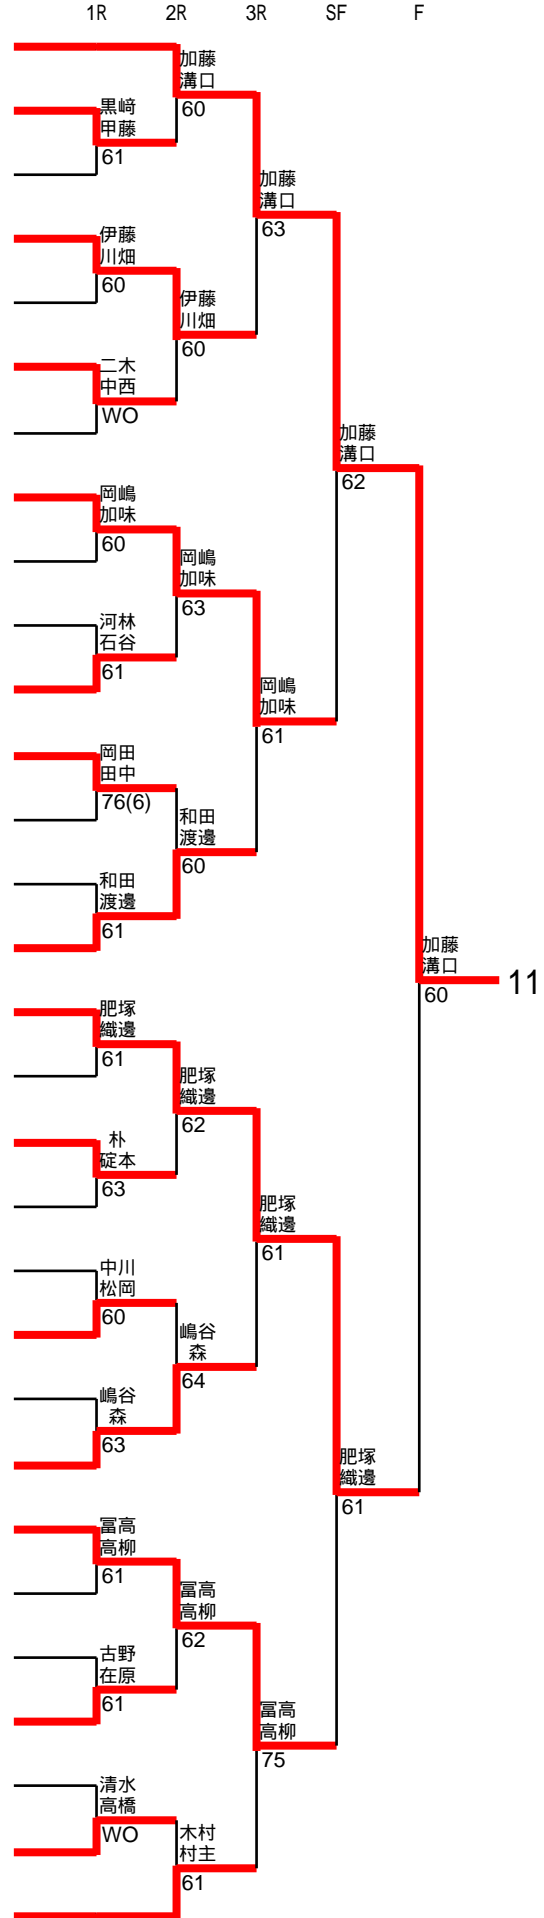 1R 2R 3R SF F
加藤
溝口
60
黒﨑
甲藤
61
加藤
溝口
63
伊藤
川畑
60
伊藤
川畑
60
二木
中西
WO
加藤
溝口
62
岡嶋
加味
60
岡嶋
加味
63
河林
石谷
61
岡嶋
加味
61
岡田
田中
76(6)
和田
渡邊
60
和田
渡邊
61
加藤
溝口
60
11
肥塚
織邊
61
肥塚
織邊
62
朴
碇本
63
肥塚
織邊
61
中川
松岡
60
嶋谷
森
64
嶋谷
森
63
肥塚
織邊
61
冨高
高柳
61
冨高
高柳
62
古野
在原
61
冨高
高柳
75
清水
高橋
WO
木村
村主
61